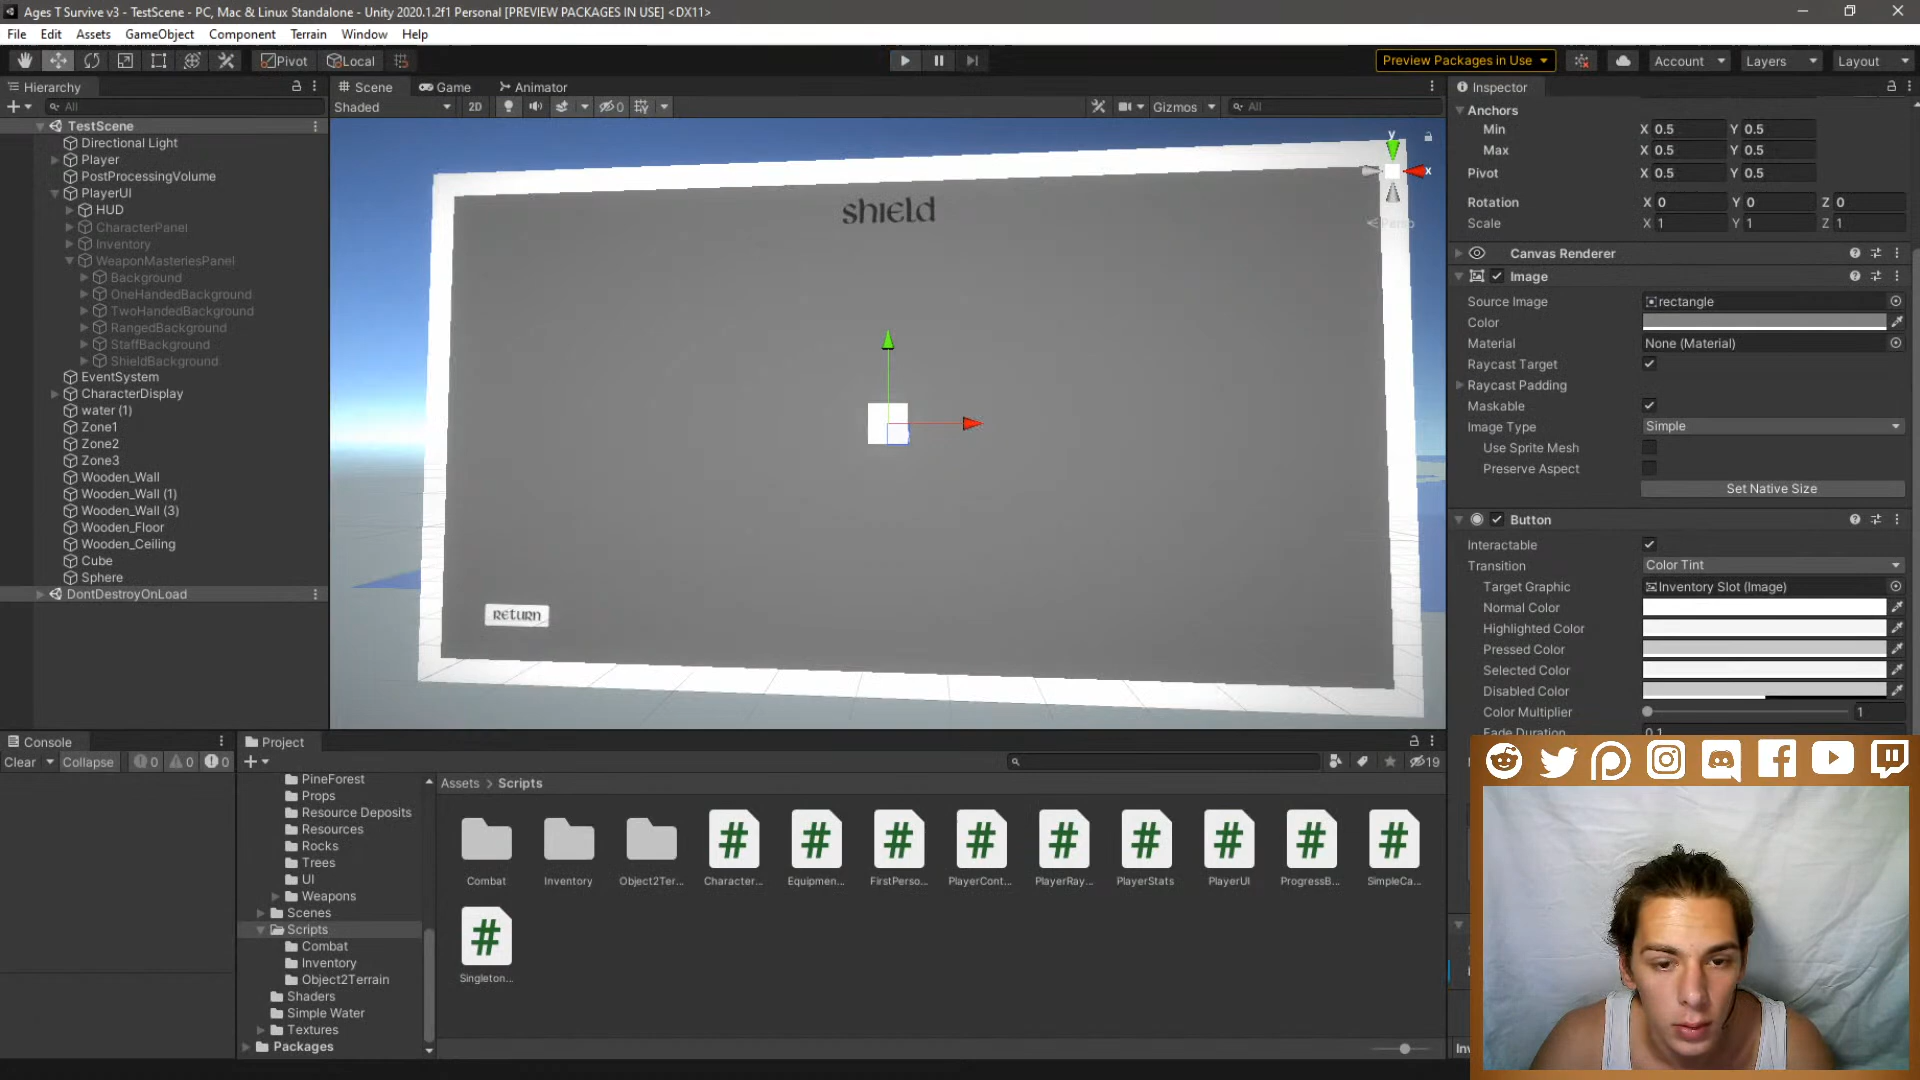 Ages T Survive v3 - TestScene - PC, Mac & Linux Standalone - Unity 2020.1.2f1 Personal [PREVIEW PACKAGES IN USE] <DX11>
File Edit Assets GameObject Component Terrain Window Help
Pivot Local
Preview Packages in Use Account Layers Layout
Hierarchy
All
TestScene
Directional Light
Player
PostProcessingVolume
PlayerUI
HUD
CharacterPanel
Inventory
WeaponMasteriesPanel
Background
OneHandedBackground
TwoHandedBackground
RangedBackground
StaffBackground
ShieldBackground
EventSystem
CharacterDisplay
water (1)
Zone1
Zone2
Zone3
Wooden_Wall
Wooden_Wall (1)
Wooden_Wall (3)
Wooden_Floor
Wooden_Ceiling
Cube
Sphere
DontDestroyOnLoad
Scene Game Animator
Shaded 2D 0 Gizmos All
shield
y
x
Persp
Return
Inspector
Anchors
Min X 0.5 Y 0.5
Max X 0.5 Y 0.5
Pivot X 0.5 Y 0.5
Rotation X 0 Y 0 Z 0
Scale X 1 Y 1 Z 1
Canvas Renderer
Image
Source Image rectangle
Color
Material None (Material)
Raycast Target
Raycast Padding
Maskable
Image Type Simple
Use Sprite Mesh
Preserve Aspect
Set Native Size
Button
Interactable
Transition Color Tint
Target Graphic Inventory Slot (Image)
Normal Color
Highlighted Color
Pressed Color
Selected Color
Disabled Color
Color Multiplier 1
Fade Duration 0.1
Console
Clear Collapse 0 0 0
Project
19
PineForest
Props
Resource Deposits
Resources
Rocks
Trees
UI
Weapons
Scenes
Scripts
Combat
Inventory
Object2Terrain
Shaders
Simple Water
Textures
Packages
Assets Scripts
Combat Inventory Object2Ter... Character... Equipmen... FirstPerso... PlayerCont... PlayerRay... PlayerStats PlayerUI ProgressB... SimpleCa...
Singleton...